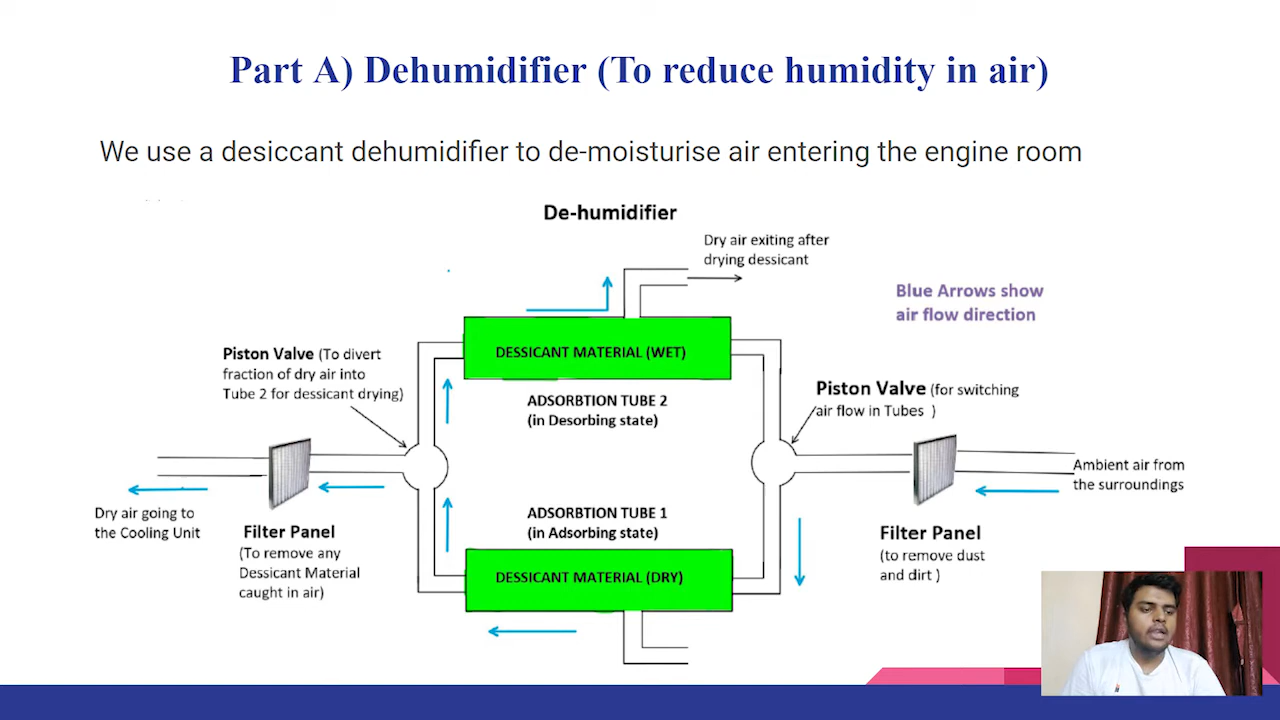 Part A) Dehumidifier (To reduce humidity in air)
We use a desiccant dehumidifier to de-moisturise air entering the engine room
De-humidifier
Dry air exiting after
drying dessicant
Blue Arrows show
air flow direction
DESSICANT MATERIAL (WET)
Piston Valve (To divert
fraction of dry air into
Tube 2 for dessicant drying)
ADSORBTION TUBE 2
(in Desorbing state)
Piston Valve (for switching
air flow in Tubes )
Ambient air from
the surroundings
Dry air going to
the Cooling Unit
Filter Panel
(To remove any
Dessicant Material
caught in air)
ADSORBTION TUBE 1
(in Adsorbing state)
DESSICANT MATERIAL (DRY)
Filter Panel
(to remove dust
and dirt )